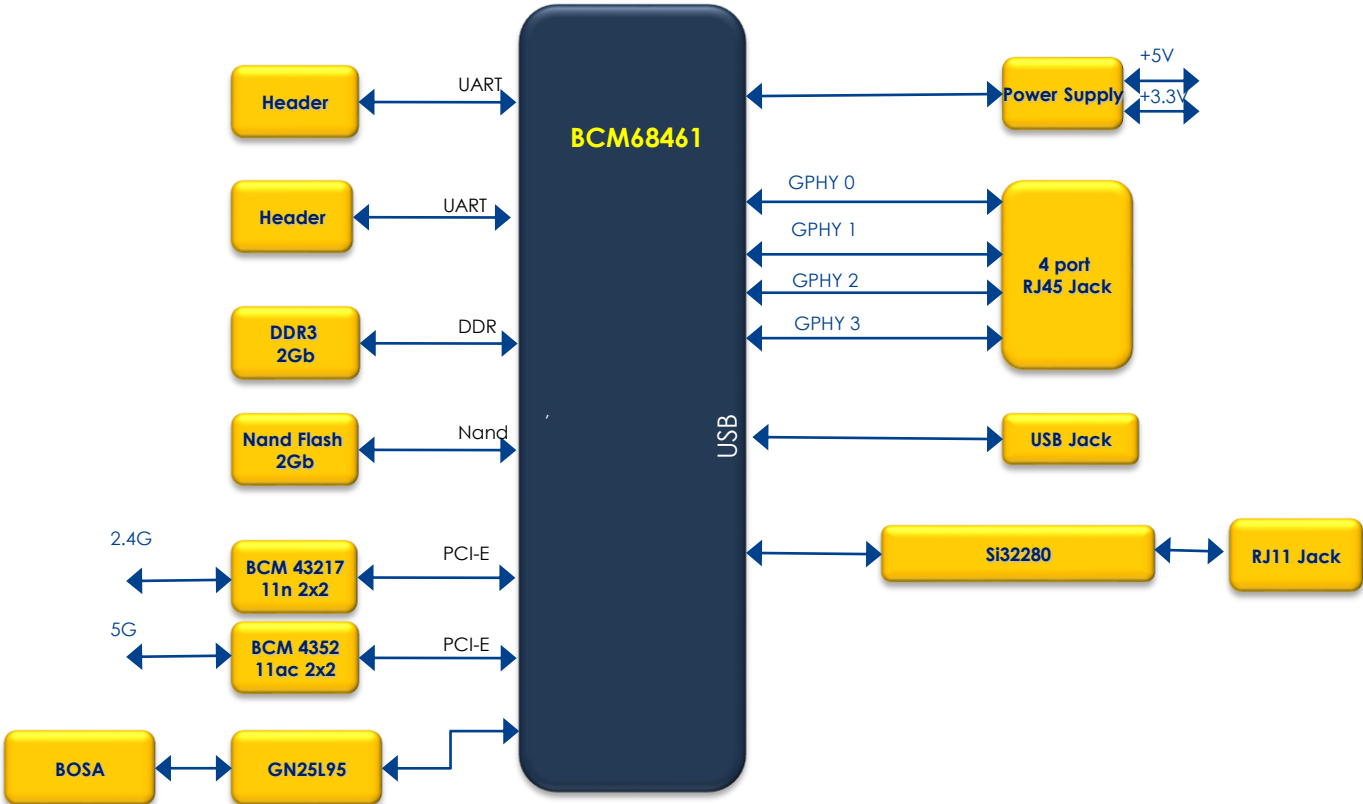 BCM68461
Header
UART
Header
UART
DDR3
2Gb
DDR
Nand Flash
2Gb
Nand
2.4G
BCM 43217
11n 2x2
PCI-E
5G
BCM 4352
11ac 2x2
PCI-E
BOSA
GN25L95
,
Power Supply
+5V
+3.3V
GPHY 0
GPHY 1
GPHY 2
GPHY 3
4 port
RJ45 Jack
USB
USB Jack
Si32280
RJ11 Jack